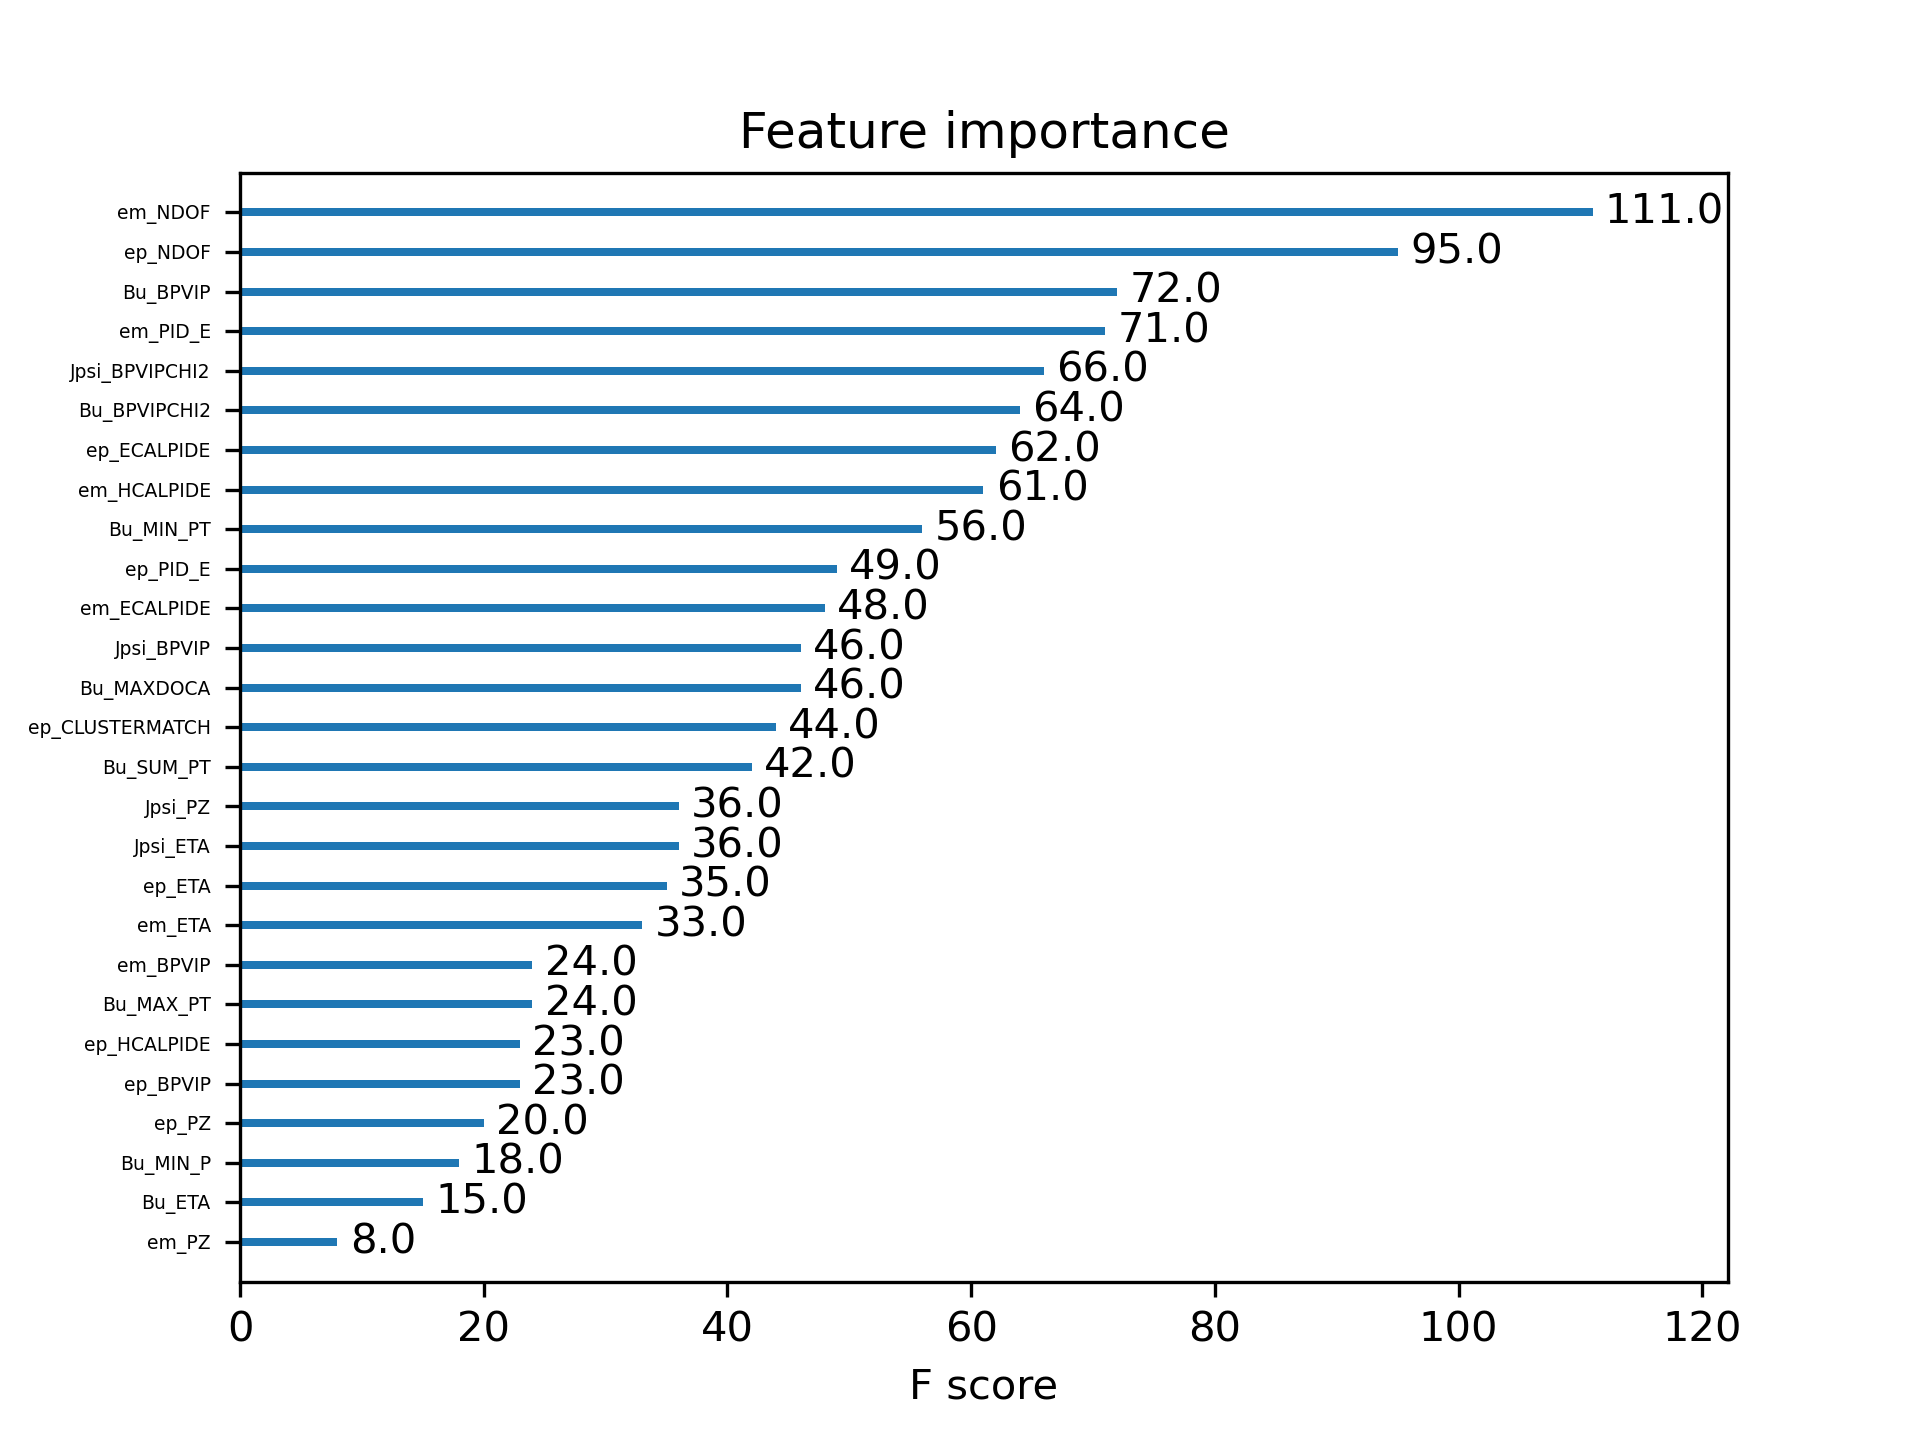 Feature importance
em_NDOF 111.0
ep_NDOF 95.0
Bu_BPVIP 72.0
em_PID_E 71.0
Jpsi_BPVIPCHI2 66.0
Bu_BPVIPCHI2 64.0
ep_ECALPIDE 62.0
em_HCALPIDE 61.0
Bu_MIN_PT 56.0
ep_PID_E 49.0
em_ECALPIDE 48.0
Jpsi_BPVIP 46.0
Bu_MAXDOCA 46.0
ep_CLUSTERMATCH 44.0
Bu_SUM_PT 42.0
Jpsi_PZ 36.0
Jpsi_ETA 36.0
ep_ETA 35.0
em_ETA 33.0
em_BPVIP 24.0
Bu_MAX_PT 24.0
ep_HCALPIDE 23.0
ep_BPVIP 23.0
ep_PZ 20.0
Bu_MIN_P 18.0
Bu_ETA 15.0
em_PZ 8.0
0 20 40 60 80 100 120
F score